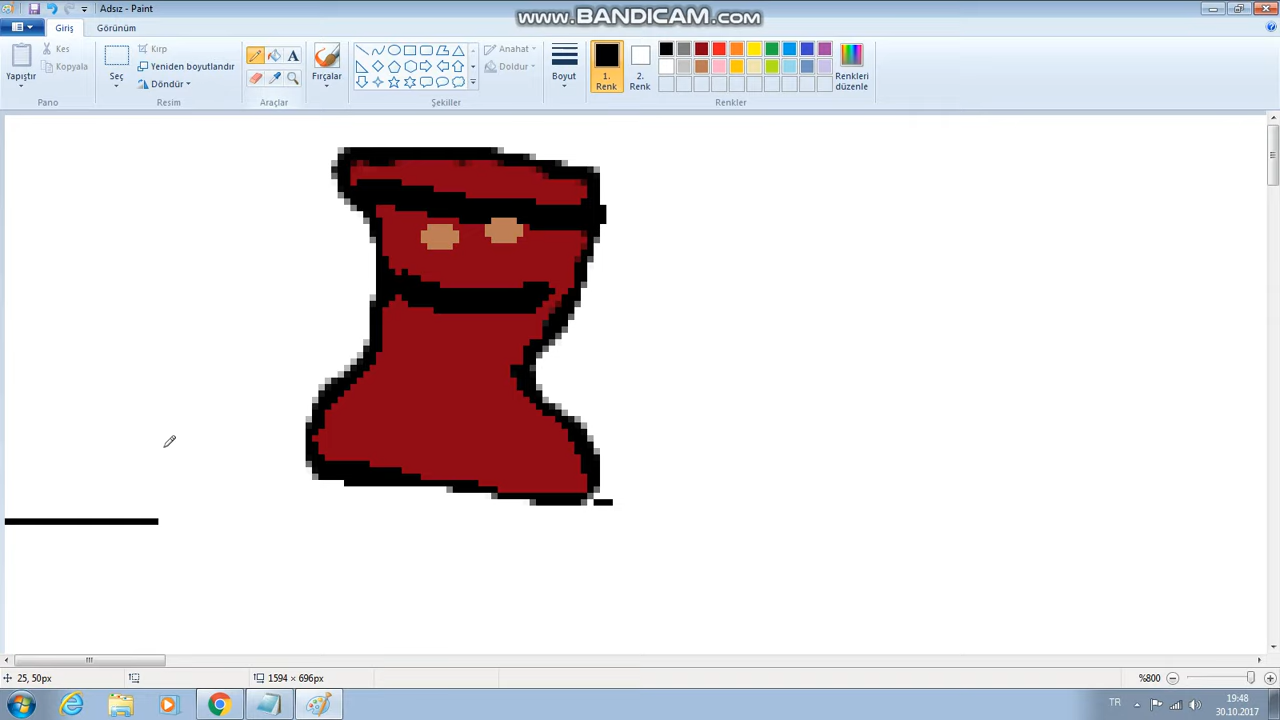 Adsız - Paint
www.BANDICAM.com
Giriş Görünüm
Yapıştır
Kes
Kopyala
Pano
Seç
Kırp
Yeniden boyutlandır
Döndür
Resim
A
Araçlar
Fırçalar
Anahat
Doldur
Şekiller
Boyut
1.
Renk
2.
Renk
Renkleri
düzenle
Renkler
25, 50px
1594 × 696px
%800
TR
19:48
30.10.2017